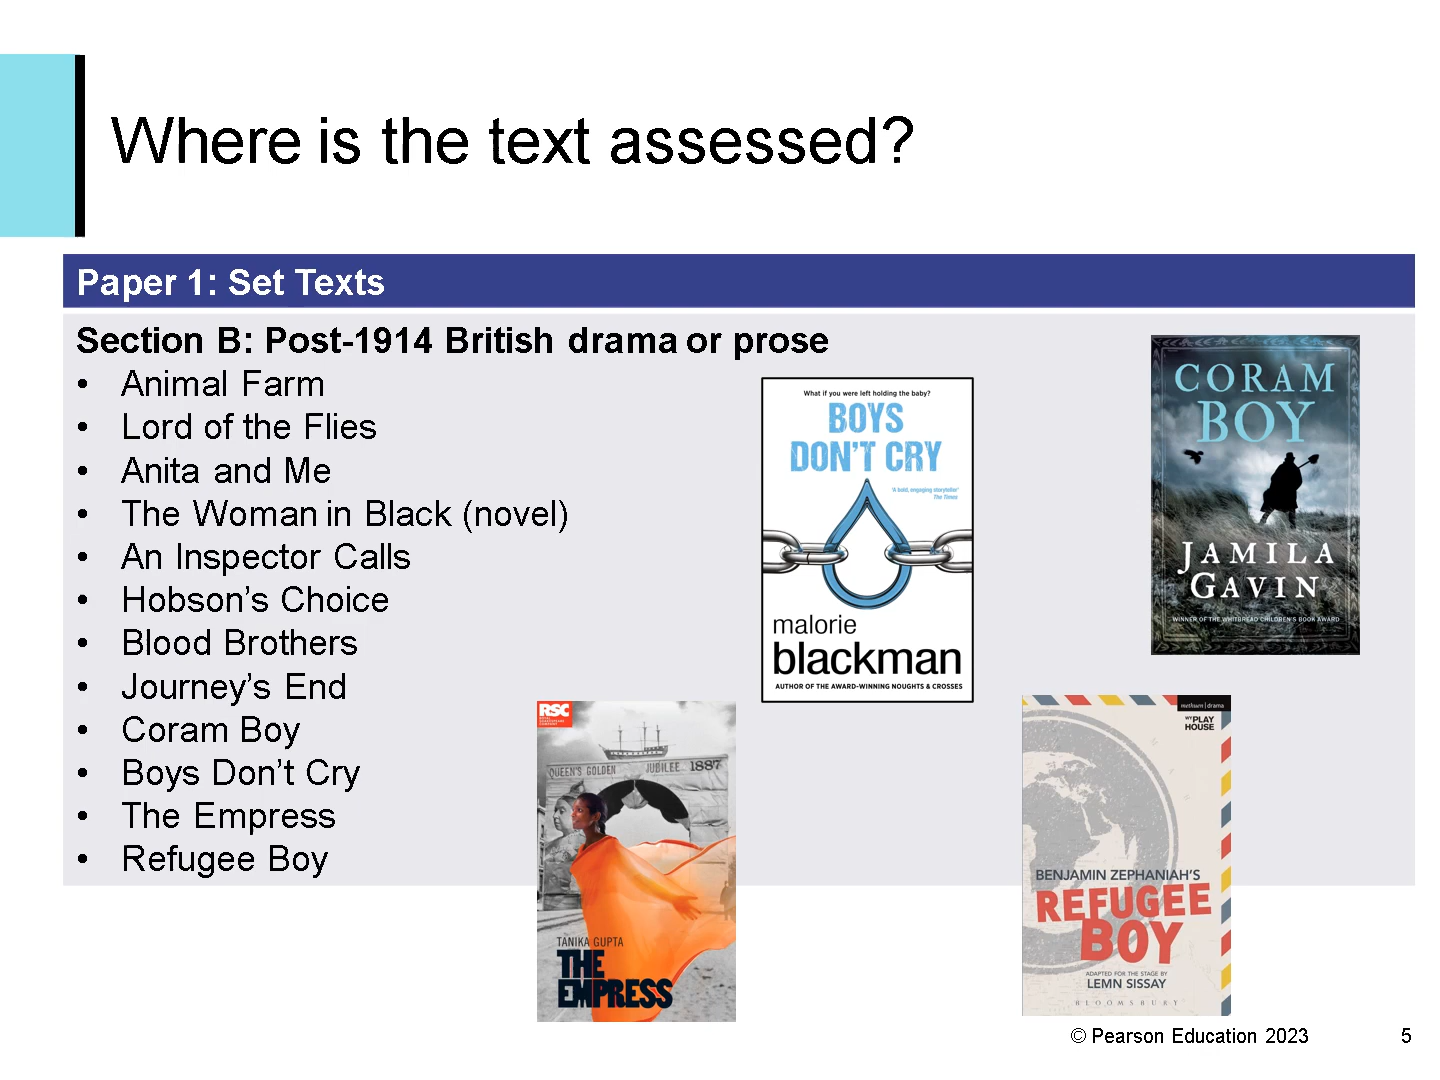 Where is the text assessed?
Paper 1: Set Texts
Section B: Post-1914 British drama or prose
• Animal Farm
• Lord of the Flies
• Anita and Me
• The Woman in Black (novel)
• An Inspector Calls
• Hobson’s Choice
• Blood Brothers
• Journey’s End
• Coram Boy
• Boys Don’t Cry
• The Empress
• Refugee Boy
What if you were left holding the baby?
BOYS
DON'T CRY
'A bold, engaging storyteller'
The Times
malorie
blackman
AUTHOR OF THE AWARD-WINNING NOUGHTS & CROSSES
CORAM
BOY
JAMILA
GAVIN
WINNER OF THE WHITBREAD CHILDREN'S BOOK AWARD
RSC
ROYAL
SHAKESPEARE
COMPANY
QUEEN'S GOLDEN JUBILEE 1887
TANIKA GUPTA
THE
EMPRESS
methuen | drama
PLAY
HOUSE
BENJAMIN ZEPHANIAH'S
REFUGEE
BOY
ADAPTED FOR THE STAGE BY
LEMN SISSAY
BLOOMSBURY
© Pearson Education 2023
5